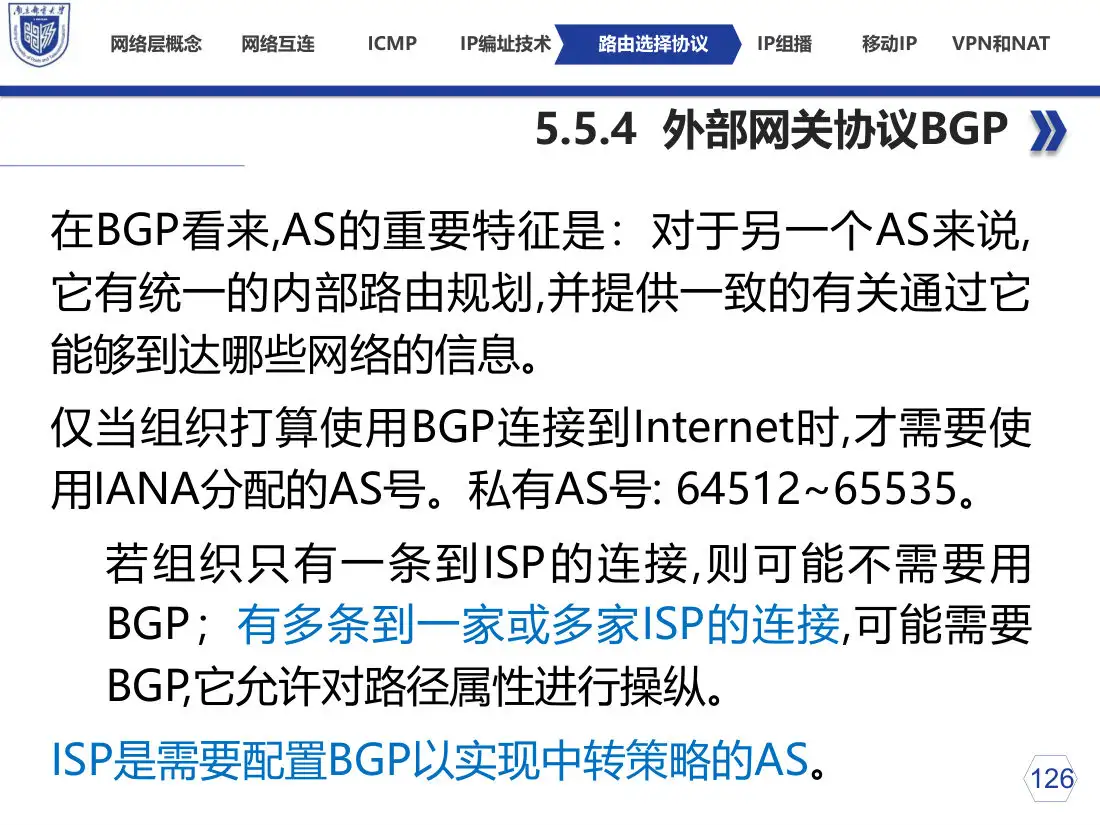 网络层概念 网络互连 ICMP IP编址技术 路由选择协议 IP组播 移动IP VPN和NAT
5.5.4 外部网关协议BGP
在BGP看来,AS的重要特征是：对于另一个AS来说,
它有统一的内部路由规划,并提供一致的有关通过它
能够到达哪些网络的信息。
仅当组织打算使用BGP连接到Internet时,才需要使
用IANA分配的AS号。私有AS号: 64512~65535。
若组织只有一条到ISP的连接,则可能不需要用
BGP；有多条到一家或多家ISP的连接,可能需要
BGP,它允许对路径属性进行操纵。
ISP是需要配置BGP以实现中转策略的AS。
126